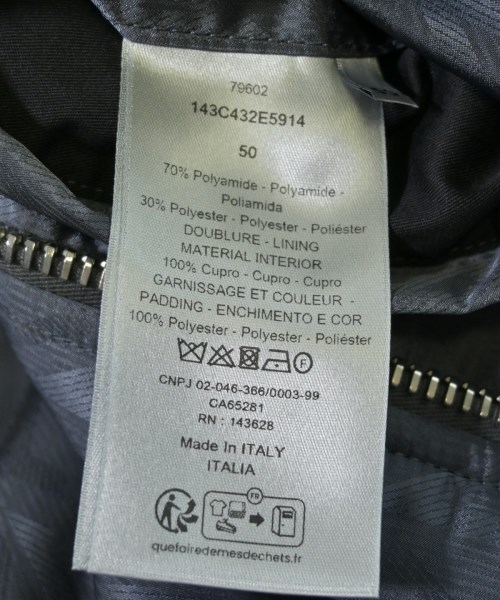 79602
143C432E5914
50
70% Polyamide - Polyamide -
Poliamida
30% Polyester - Polyester - Poliéster
DOUBLURE - LINING
MATERIAL INTERIOR
100% Cupro - Cupro - Cupro
GARNISSAGE ET COULEUR -
PADDING - ENCHIMENTO E COR
100% Polyester - Polyester - Poliéster
F
CNPJ 02-046-366/0003-99
CA65281
RN : 143628
Made In ITALY
ITALIA
FR
quefairedemesdechets.fr